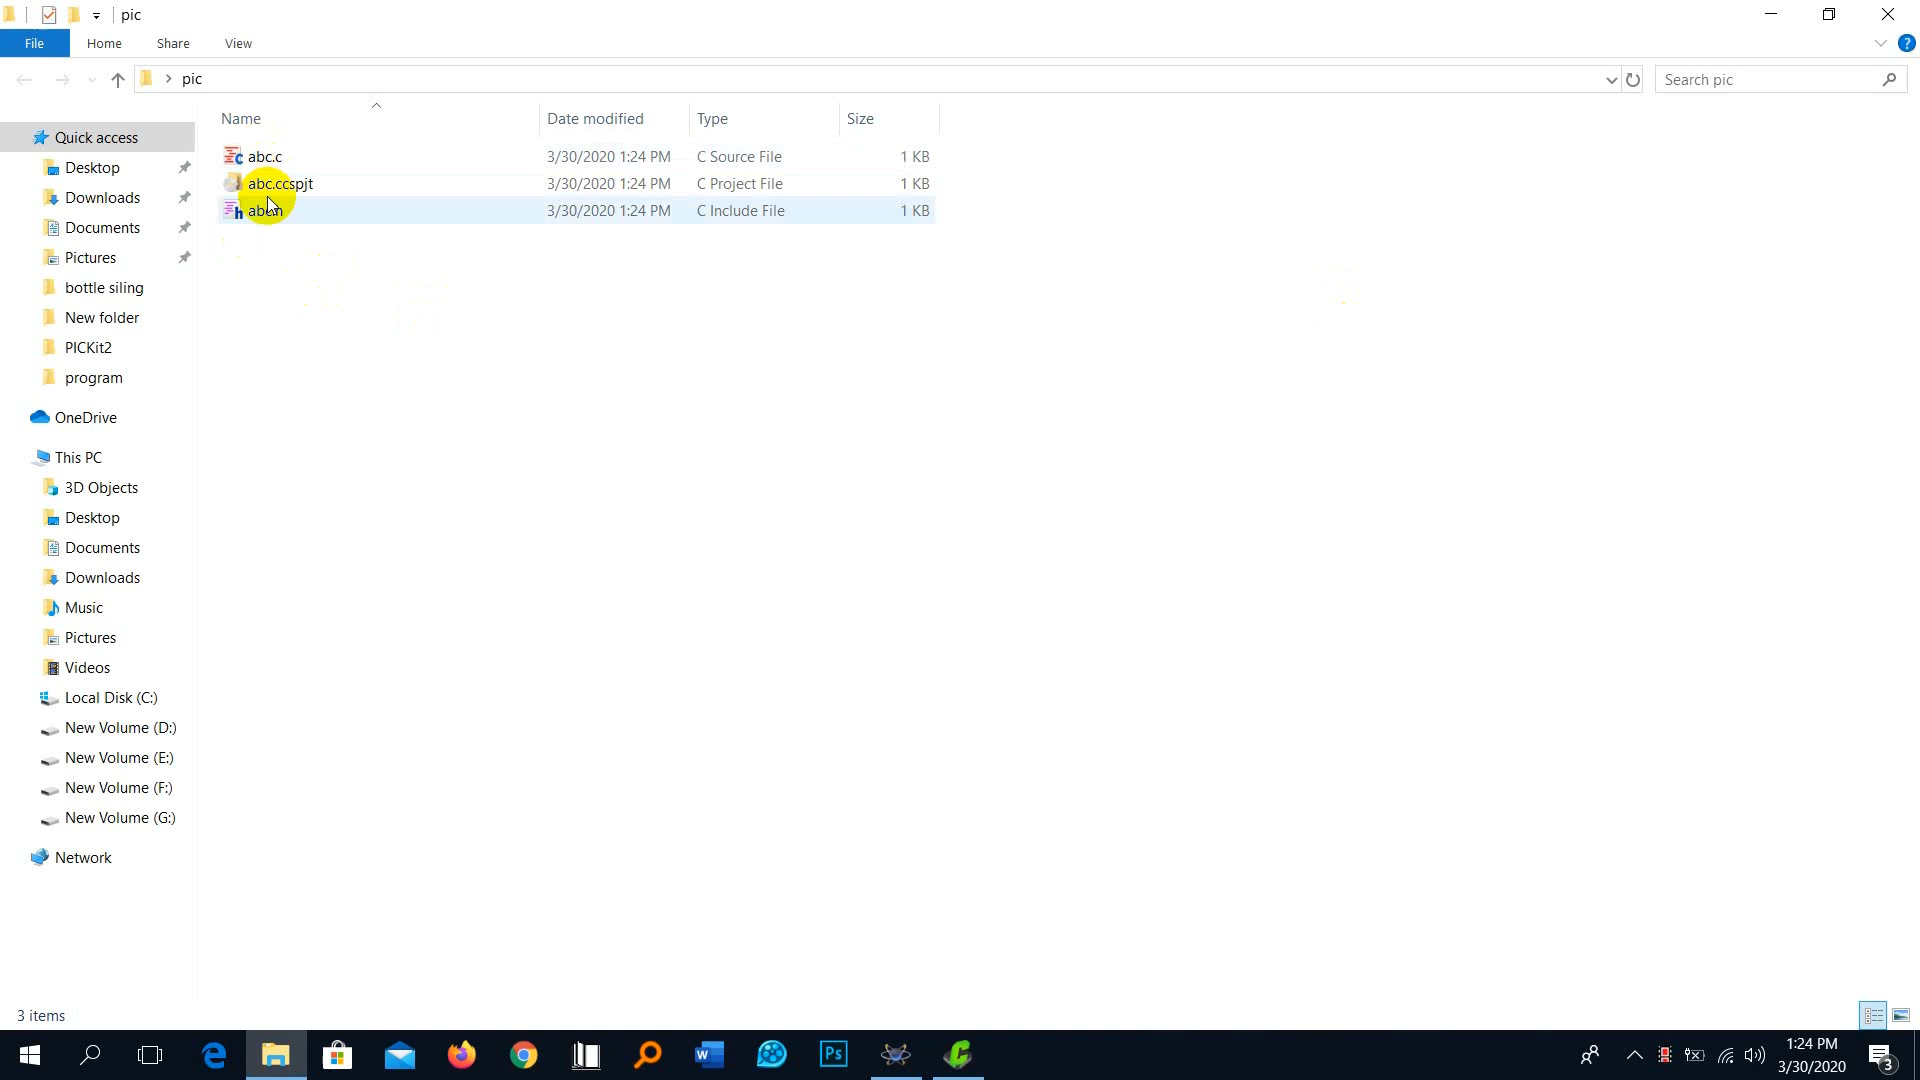 pic
File Home Share View
pic
Search pic
Name Date modified Type Size
abc.c 3/30/2020 1:24 PM C Source File 1 KB
abc.ccspjt 3/30/2020 1:24 PM C Project File 1 KB
abc.h 3/30/2020 1:24 PM C Include File 1 KB
Quick access
Desktop
Downloads
Documents
Pictures
bottle siling
New folder
PICKit2
program
OneDrive
This PC
3D Objects
Desktop
Documents
Downloads
Music
Pictures
Videos
Local Disk (C:)
New Volume (D:)
New Volume (E:)
New Volume (F:)
New Volume (G:)
Network
3 items
1:24 PM
3/30/2020
3